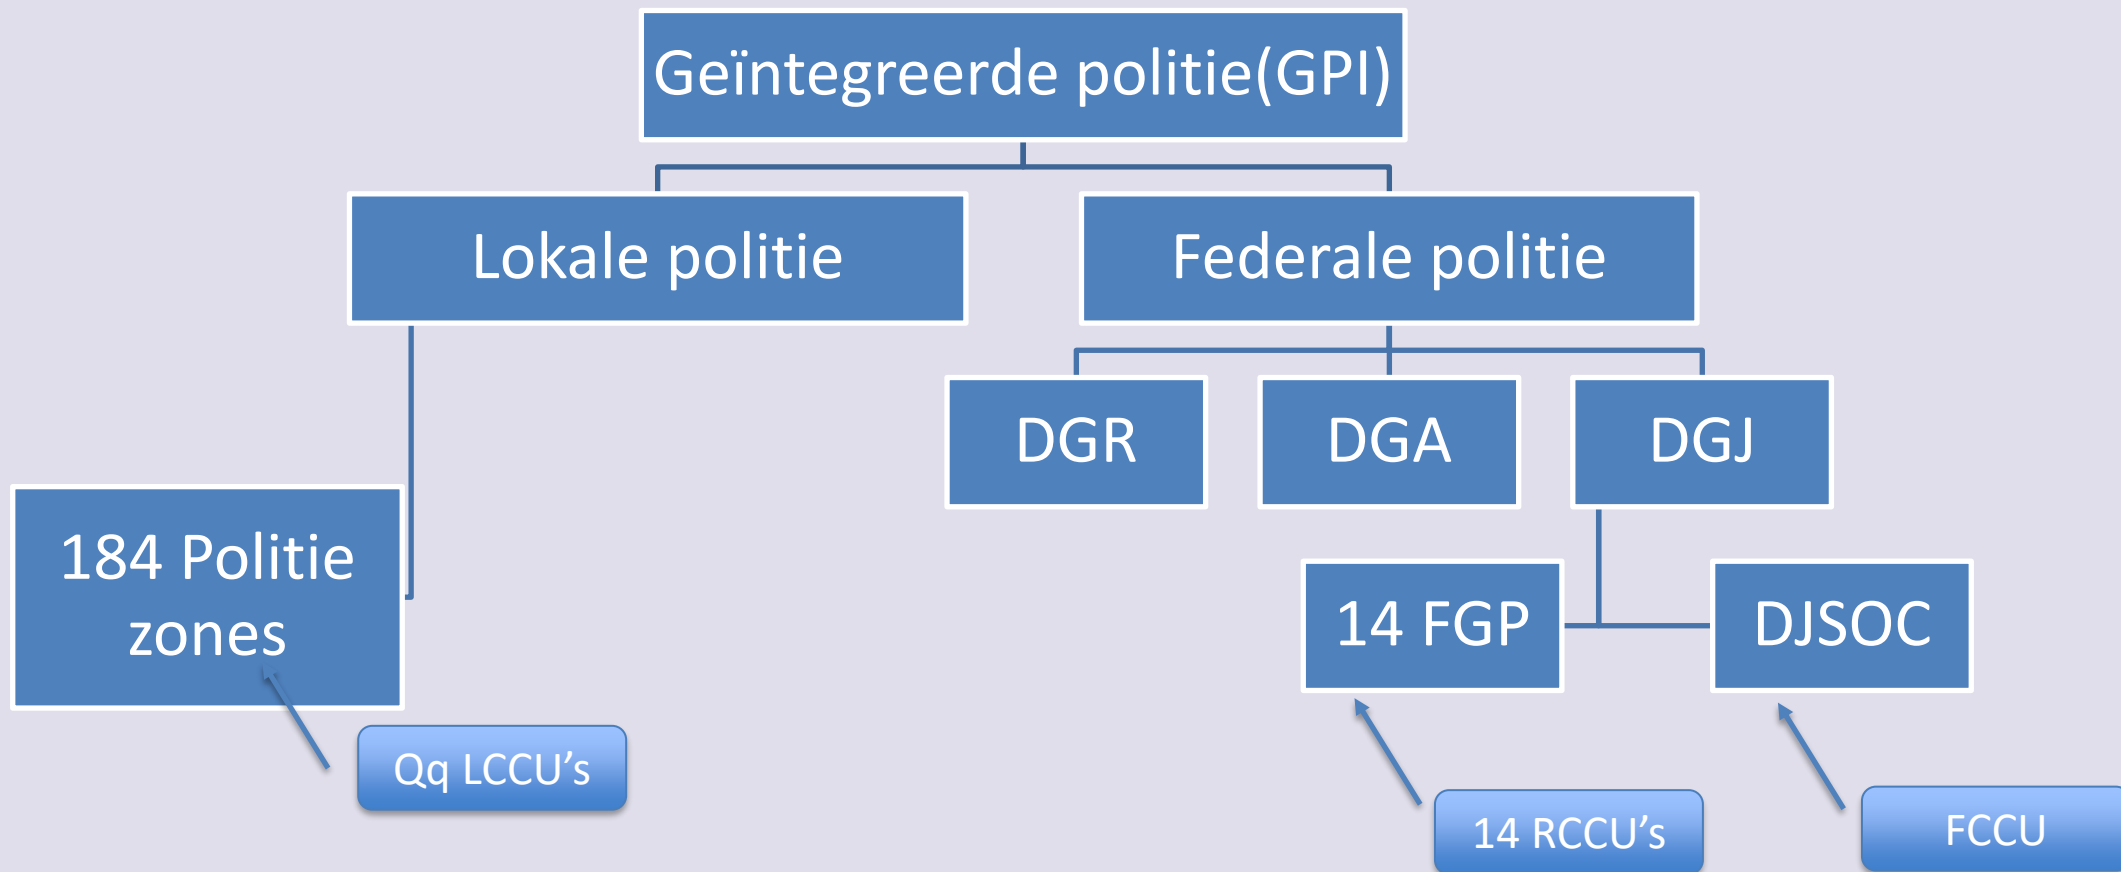 Geïntegreerde politie(GPI)
Lokale politie
Federale politie
DGR
DGA
DGJ
184 Politie
zones
14 FGP
DJSOC
Qq LCCU’s
14 RCCU’s
FCCU